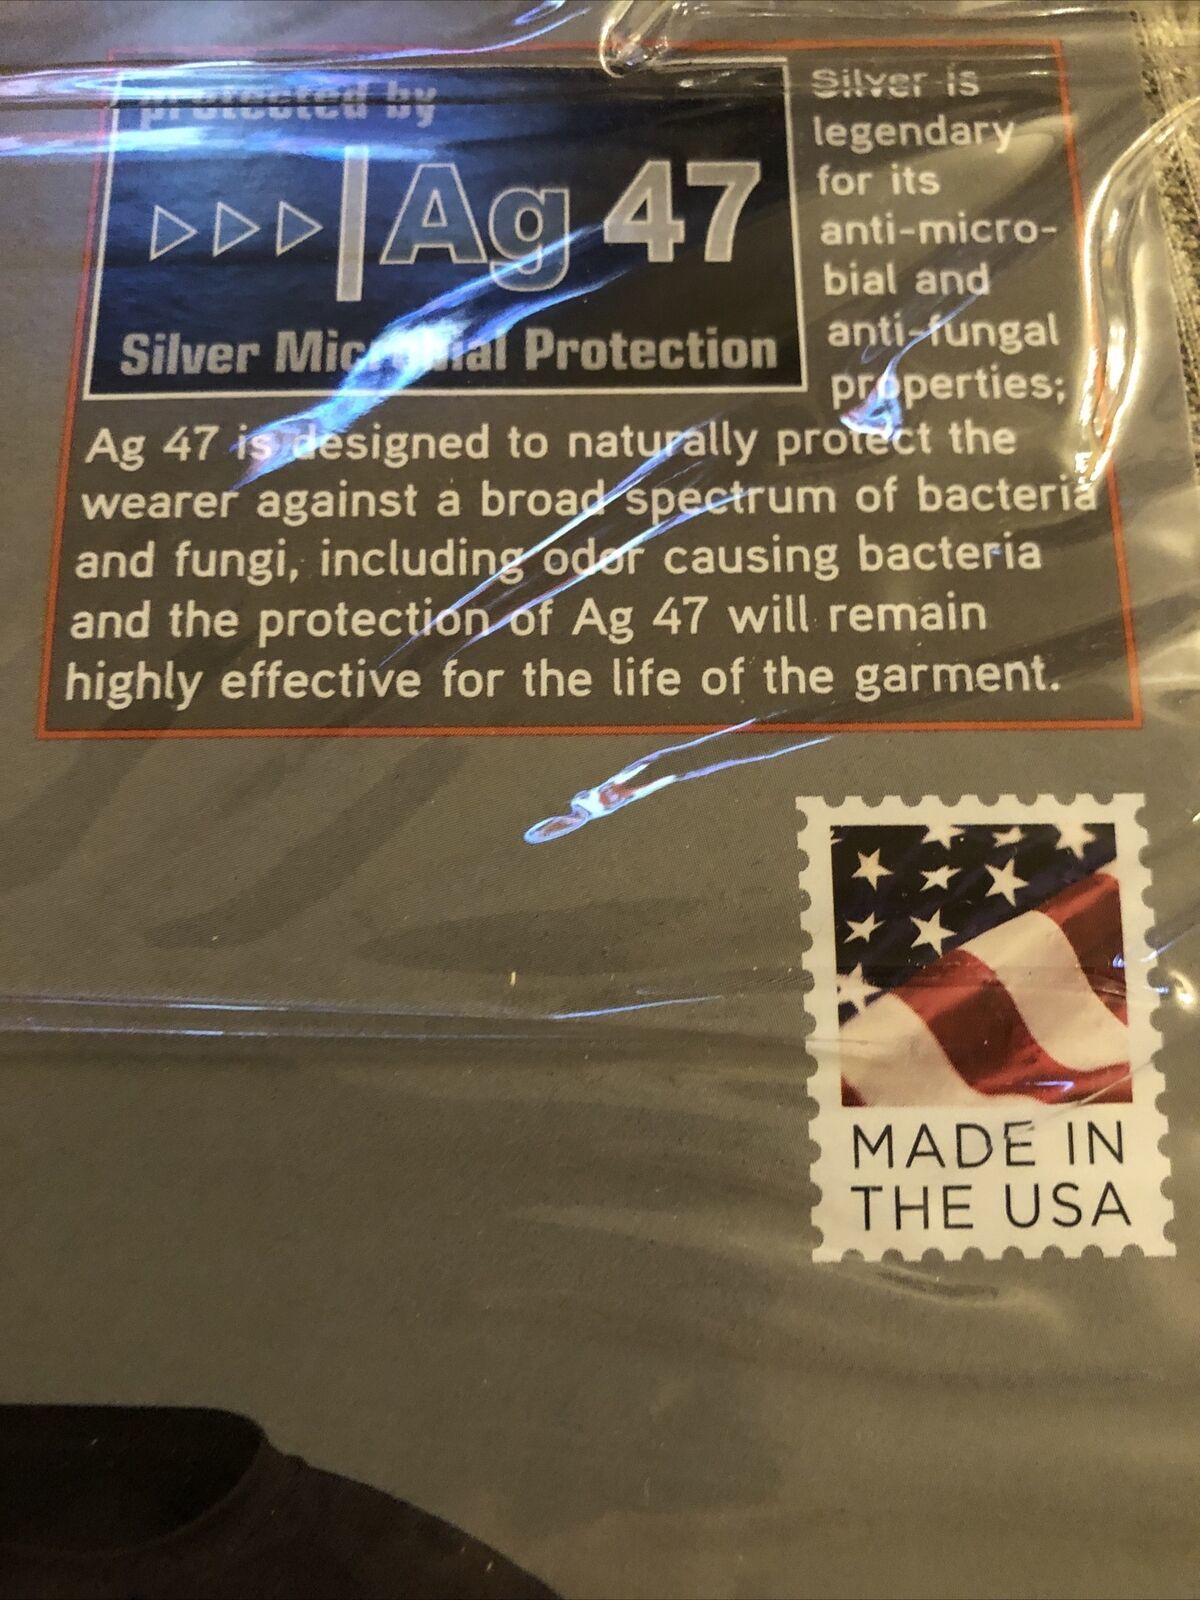 protected by
Ag 47
Silver Microbial Protection
Silver is
legendary
for its
anti-micro-
bial and
anti-fungal
properties;
Ag 47 is designed to naturally protect the
wearer against a broad spectrum of bacteria
and fungi, including odor causing bacteria
and the protection of Ag 47 will remain
highly effective for the life of the garment.
MADE IN
THE USA